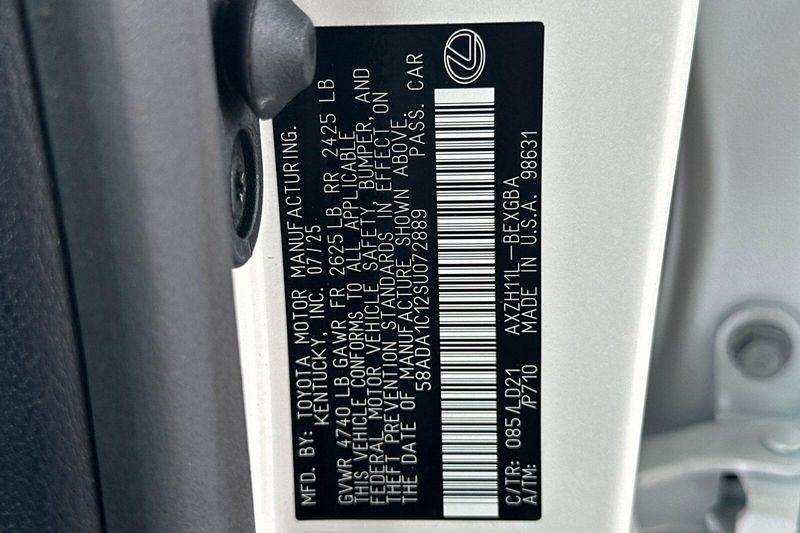 MFD. BY: TOYOTA MOTOR MANUFACTURING.
KENTUCKY, INC. 07/25
GVWR 4740 LB GAWR FR 2625 LB RR 2425 LB
THIS VEHICLE CONFORMS TO ALL APPLICABLE
FEDERAL MOTOR VEHICLE SAFETY, BUMPER, AND
THEFT PREVENTION STANDARDS IN EFFECT ON
THE DATE OF MANUFACTURE SHOWN ABOVE.
58ADA1C12SU072889 PASS. CAR
C/TR: 085/LD21 AXZH11L-BEXGBA
A/TM: /P710 MADE IN U.S.A. 98631